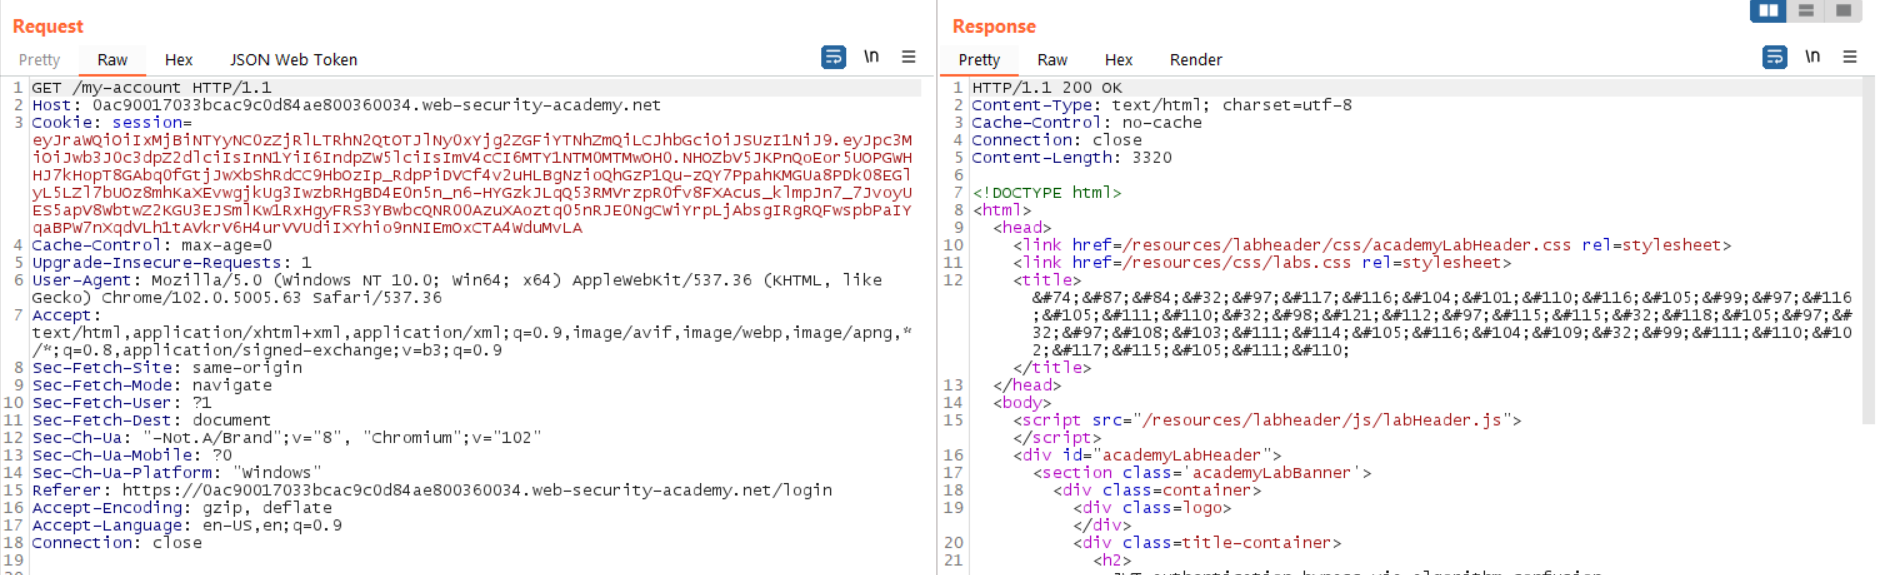 Request
Pretty Raw Hex JSON Web Token \n
1 GET /my-account HTTP/1.1
2 Host: 0ac90017033bcac9c0d84ae800360034.web-security-academy.net
3 Cookie: session=
eyJraWQiOiIxMjBiNTYyNC0zZjRlLTRhN2QtOTJlNy0xYjg2ZGFiYTNhZmQiLCJhbGciOiJSUzI1NiJ9.eyJpc3M
iOiJwb3J0c3dpZ2dlciIsInN1YiI6IndpZW5lciIsImV4cCI6MTY1NTM0MTMwOH0.NHOZbV5JKPnQoEor5UOPGWH
HJ7kHopT8GAbqOfGtjJwXbShRdCC9HbOzIp_RdpPiDVCf4v2uHLBgNzioQhGzP1Qu-zQY7PpahKMGUa8PDk08EGl
yL5LZl7bUOz8mhKaXEvwgjkUg3IwzbRHgBD4E0n5n_n6-HYGzkJLqQ53RMVrzpR0fv8FXAcus_klmpJn7_7JvoyU
ES5apV8WbtwZ2KGU3EJSmlKw1RxHgyFRS3YBwbcQNR00AzuXAoztq05nRJE0NgCWiYrpLjAbsgIRgRQFwspbPaIY
qaBPW7nXqdVLh1tAVkrV6H4urVVUdiIXYhio9nNIEmOxCTA4WduMvLA
4 Cache-Control: max-age=0
5 Upgrade-Insecure-Requests: 1
6 User-Agent: Mozilla/5.0 (Windows NT 10.0; Win64; x64) AppleWebKit/537.36 (KHTML, like
Gecko) Chrome/102.0.5005.63 Safari/537.36
7 Accept:
text/html,application/xhtml+xml,application/xml;q=0.9,image/avif,image/webp,image/apng,*
/*;q=0.8,application/signed-exchange;v=b3;q=0.9
8 Sec-Fetch-Site: same-origin
9 Sec-Fetch-Mode: navigate
10 Sec-Fetch-User: ?1
11 Sec-Fetch-Dest: document
12 Sec-Ch-Ua: "-Not.A/Brand";v="8", "Chromium";v="102"
13 Sec-Ch-Ua-Mobile: ?0
14 Sec-Ch-Ua-Platform: "Windows"
15 Referer: https://0ac90017033bcac9c0d84ae800360034.web-security-academy.net/login
16 Accept-Encoding: gzip, deflate
17 Accept-Language: en-US,en;q=0.9
18 Connection: close
19
Response
Pretty Raw Hex Render \n
1 HTTP/1.1 200 OK
2 Content-Type: text/html; charset=utf-8
3 Cache-Control: no-cache
4 Connection: close
5 Content-Length: 3320
6
7 <!DOCTYPE html>
8 <html>
9 <head>
10 <link href=/resources/labheader/css/academyLabHeader.css rel=stylesheet>
11 <link href=/resources/css/labs.css rel=stylesheet>
12 <title>
&#74;&#87;&#84;&#32;&#97;&#117;&#116;&#104;&#101;&#110;&#116;&#105;&#99;&#97;&#116
;&#105;&#111;&#110;&#32;&#98;&#121;&#112;&#97;&#115;&#115;&#32;&#118;&#105;&#97;&#
32;&#97;&#108;&#103;&#111;&#114;&#105;&#116;&#104;&#109;&#32;&#99;&#111;&#110;&#10
2;&#117;&#115;&#105;&#111;&#110;
</title>
13 </head>
14 <body>
15 <script src="/resources/labheader/js/labHeader.js">
</script>
16 <div id="academyLabHeader">
17 <section class='academyLabBanner'>
18 <div class=container>
19 <div class=logo>
</div>
20 <div class=title-container>
21 <h2>